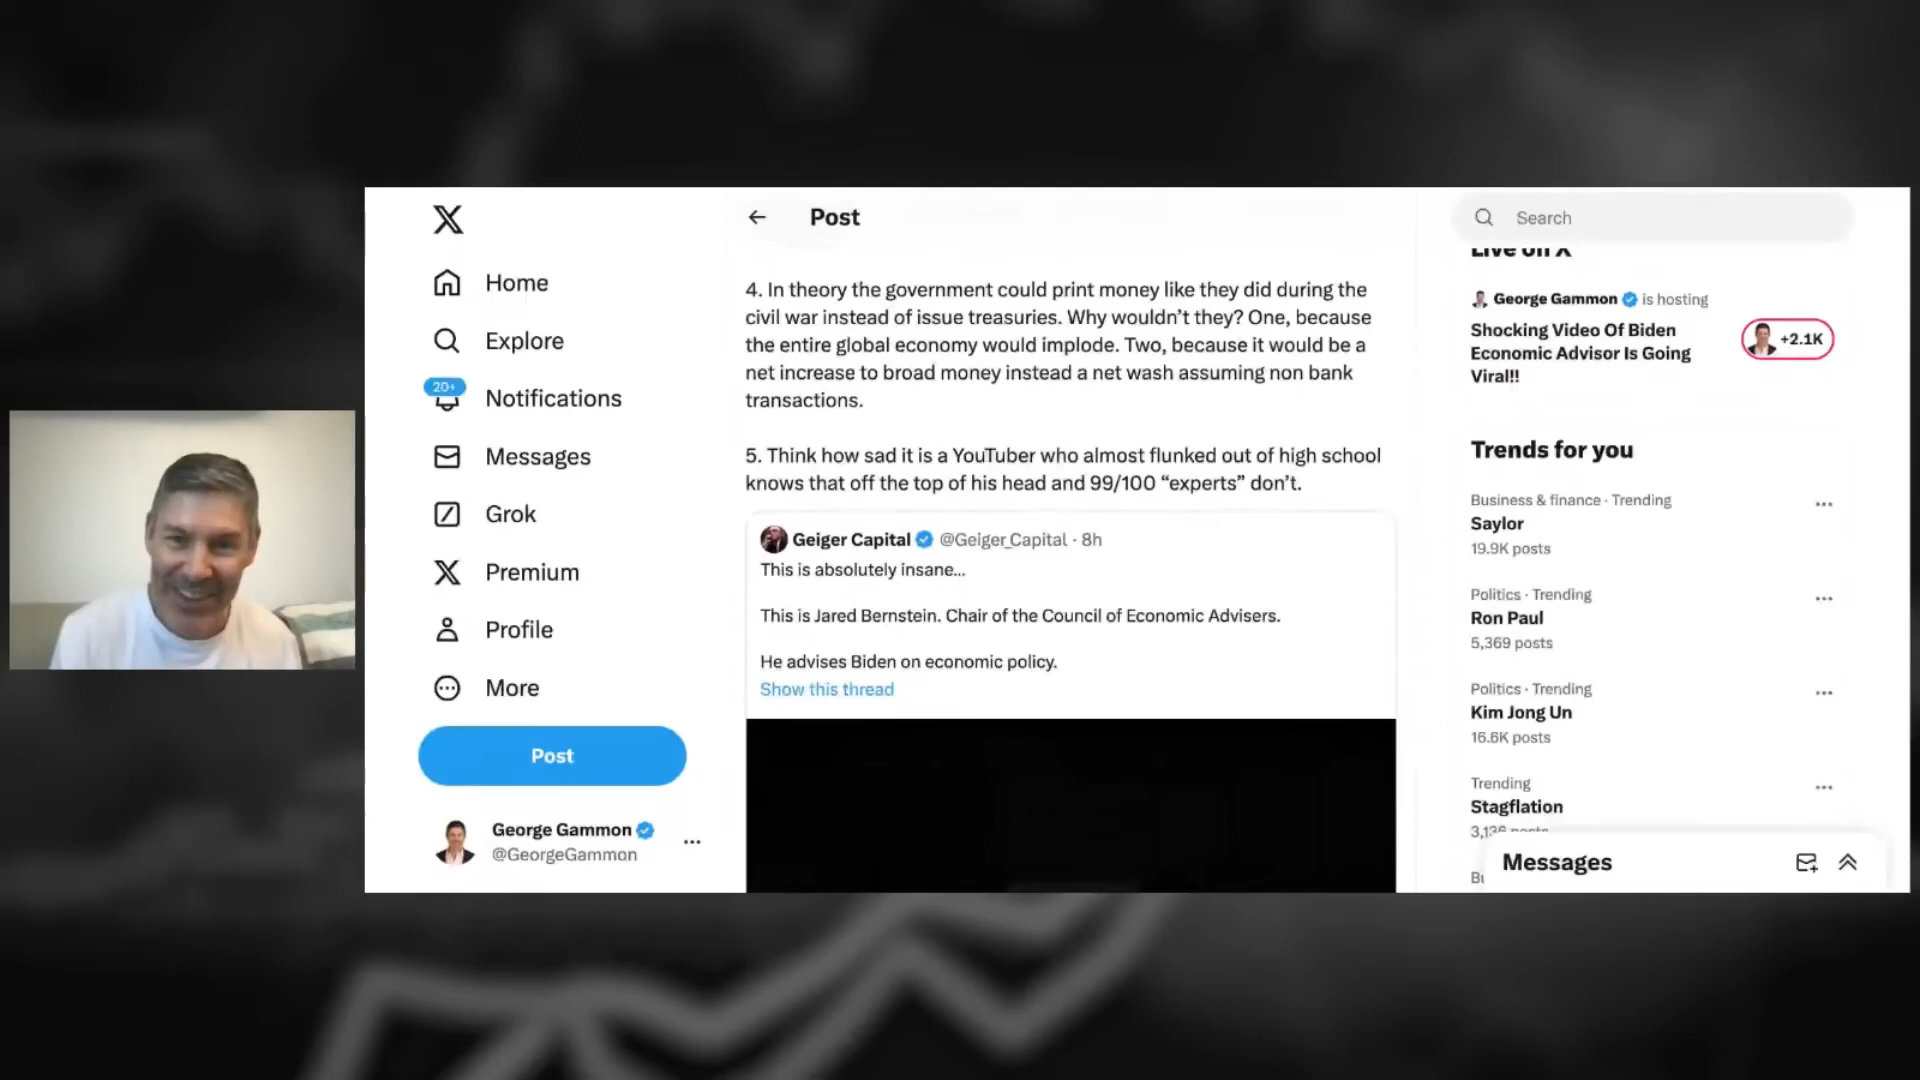 Home
Explore
20+
Notifications
Messages
Grok
Premium
Profile
More
Post
George Gammon
@GeorgeGammon
Post
4. In theory the government could print money like they did during the
civil war instead of issue treasuries. Why wouldn’t they? One, because
the entire global economy would implode. Two, because it would be a
net increase to broad money instead a net wash assuming non bank
transactions.
5. Think how sad it is a YouTuber who almost flunked out of high school
knows that off the top of his head and 99/100 “experts” don’t.
Geiger Capital @Geiger_Capital · 8h
This is absolutely insane...
This is Jared Bernstein. Chair of the Council of Economic Advisers.
He advises Biden on economic policy.
Show this thread
Search
Live on X
George Gammon is hosting
Shocking Video Of Biden
Economic Advisor Is Going
Viral!!
+2.1K
Trends for you
Business & finance · Trending
Saylor
19.9K posts
Politics · Trending
Ron Paul
5,369 posts
Politics · Trending
Kim Jong Un
16.6K posts
Trending
Stagflation
posts
Messages